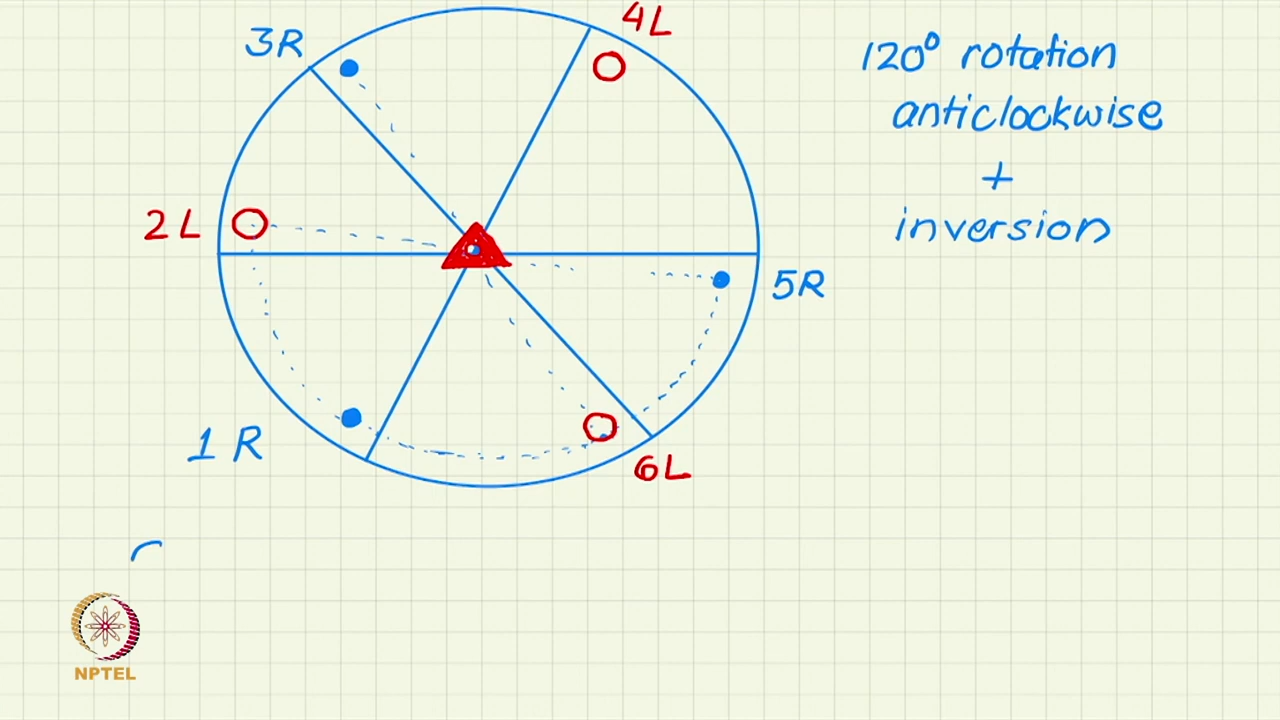 4L
3R
120° rotation
anticlockwise
+
inversion
2L
5R
1R
6L
NPTEL